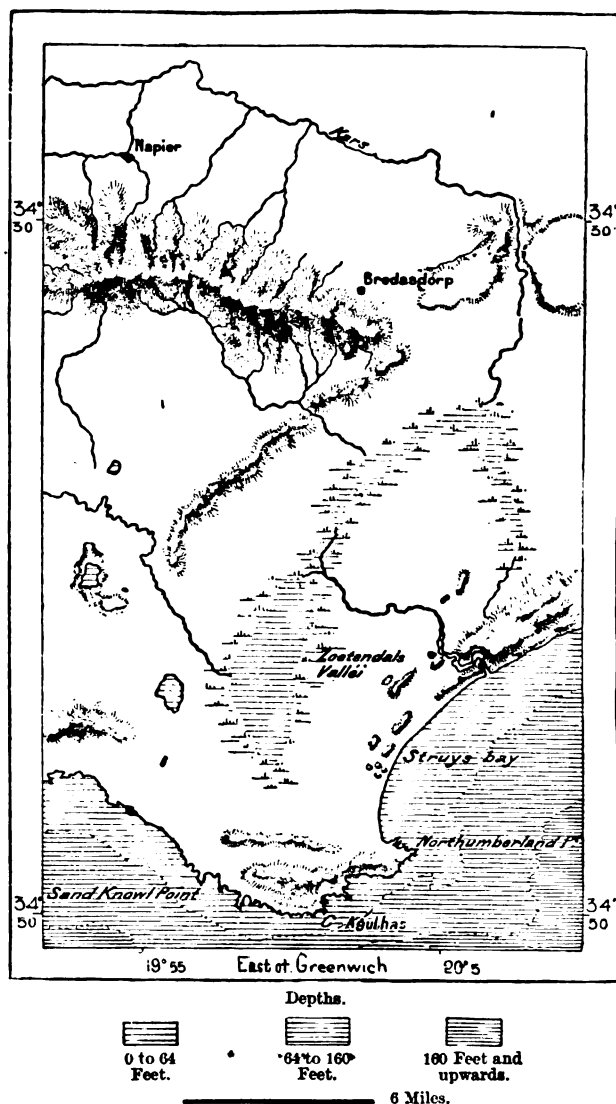 Kars
Napier
34°
50'
34°
50'
Bredasdorp
Zoetendals
Valléi
Struys bay
Northumberland Pt
Sand Knowl Point
34°
50
34°
50
C. Agulhas
19°55
East of Greenwich
20°5
Depths.
0 to 64
Feet.
64 to 160
Feet.
160 Feet and
upwards.
6 Miles.